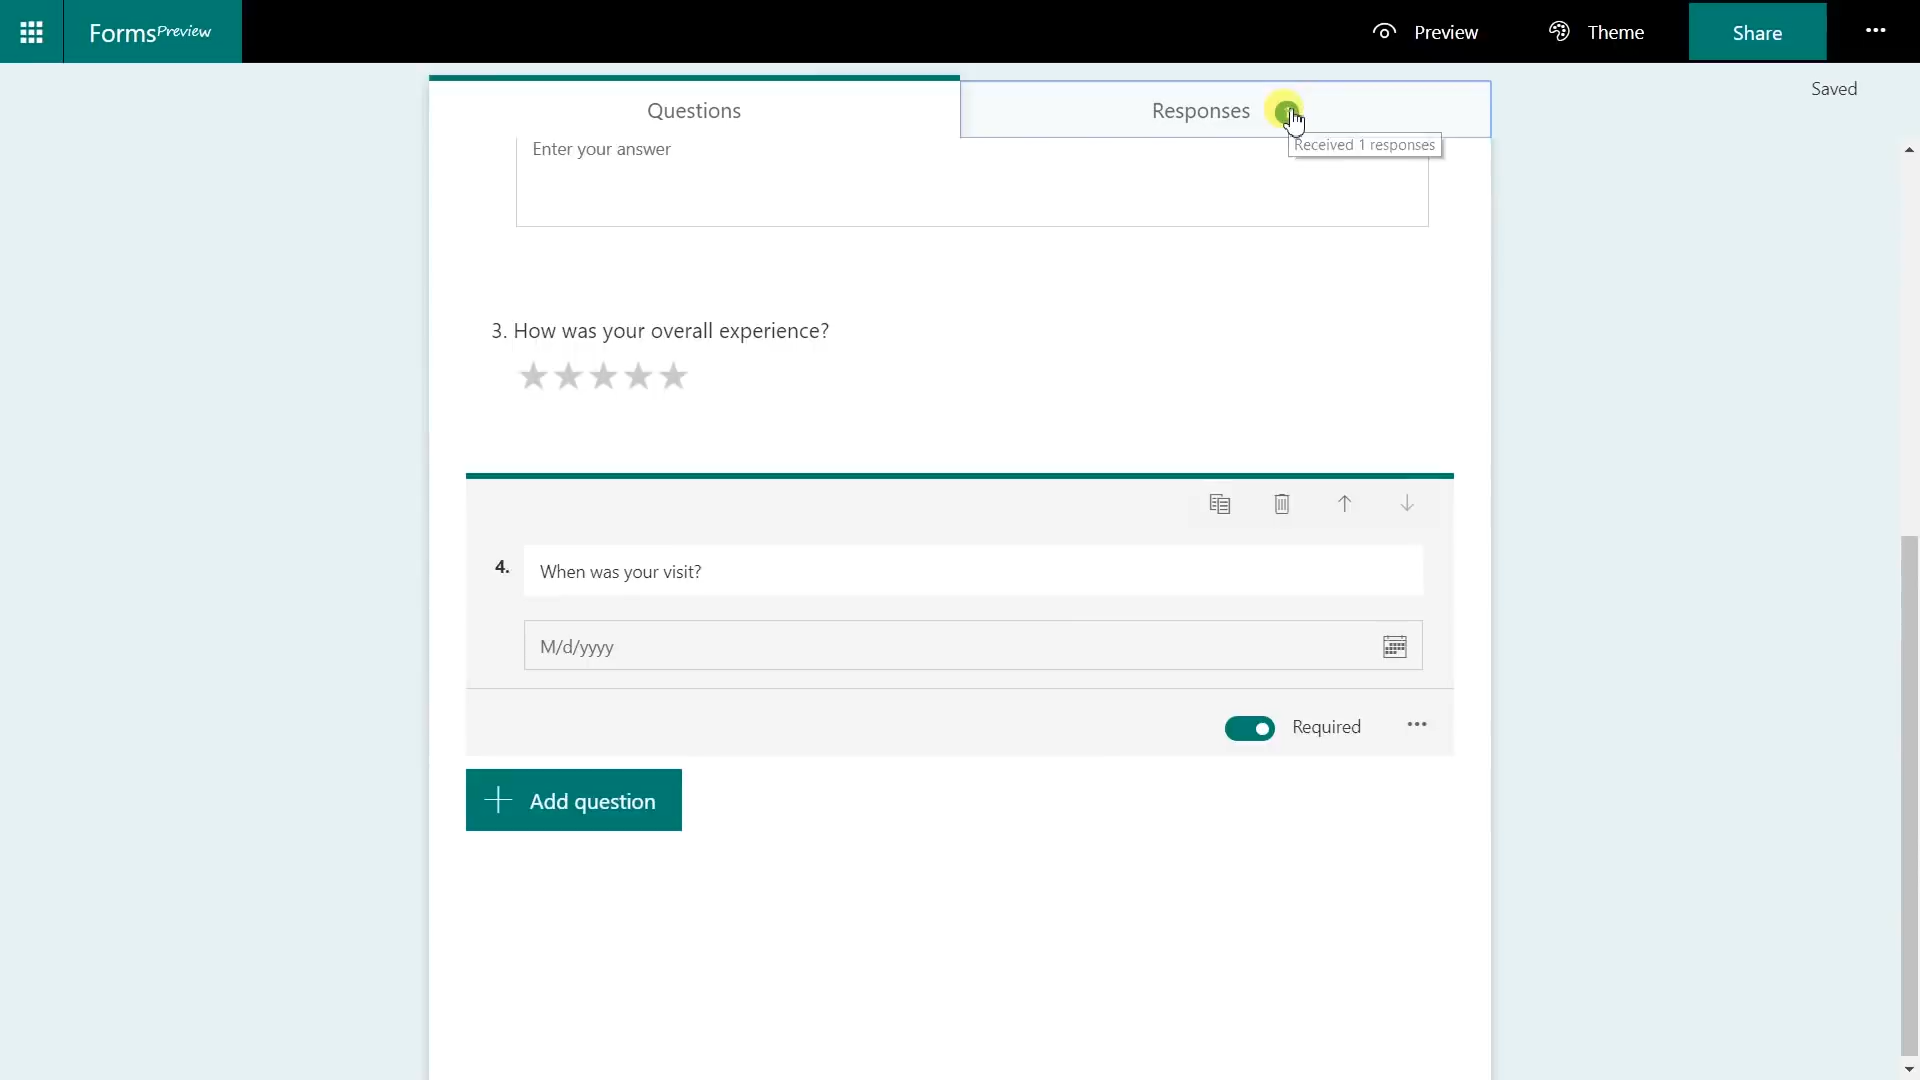 Forms Preview
Preview
Theme
Share
Saved
Questions
Responses
Received 1 responses
Enter your answer
3. How was your overall experience?
4.
When was your visit?
M/d/yyyy
Required
Add question